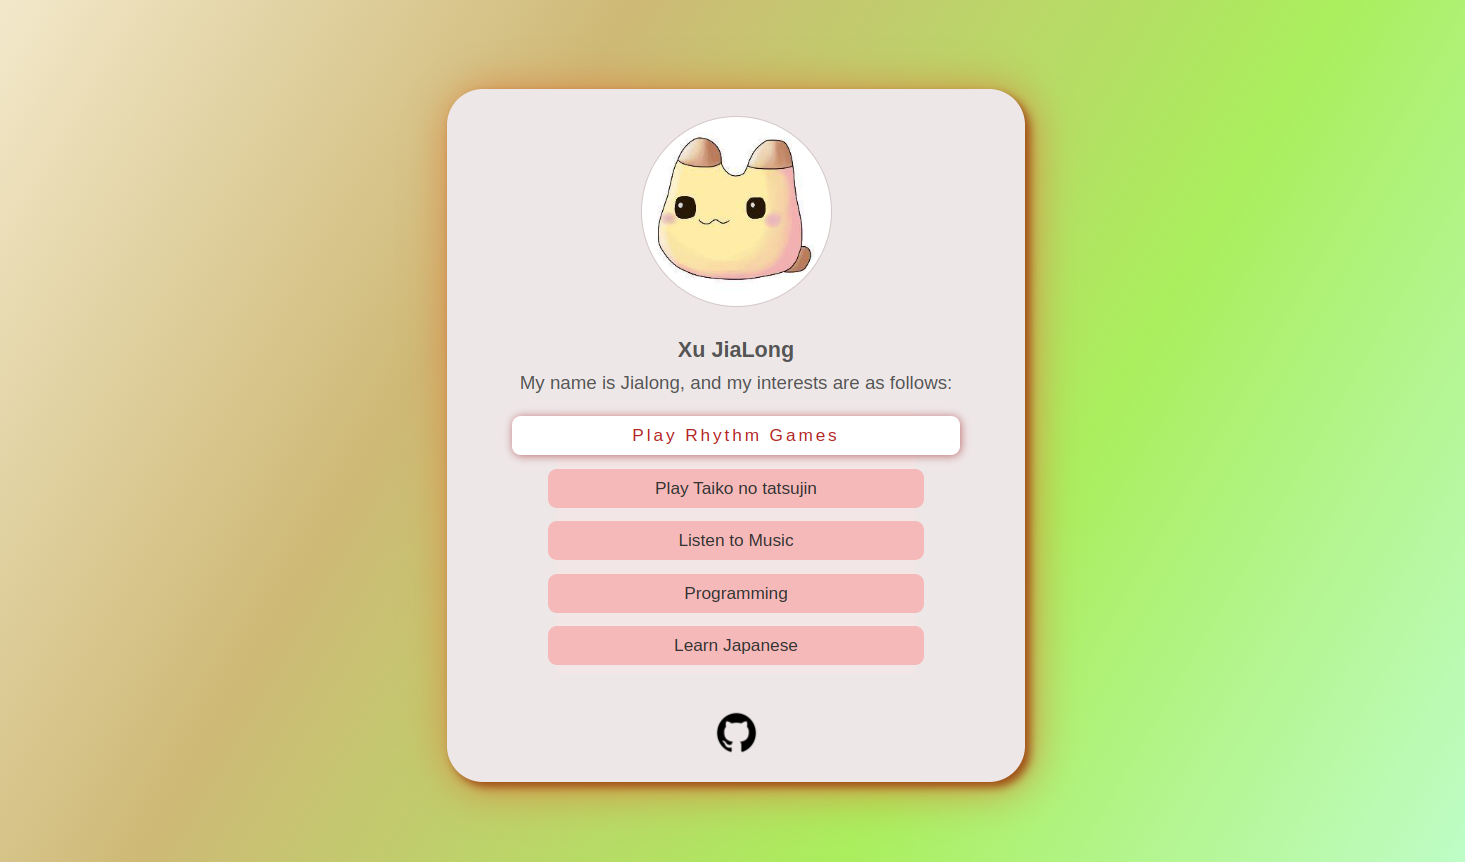 Xu JiaLong
My name is Jialong, and my interests are as follows:
Play Rhythm Games
Play Taiko no tatsujin
Listen to Music
Programming
Learn Japanese